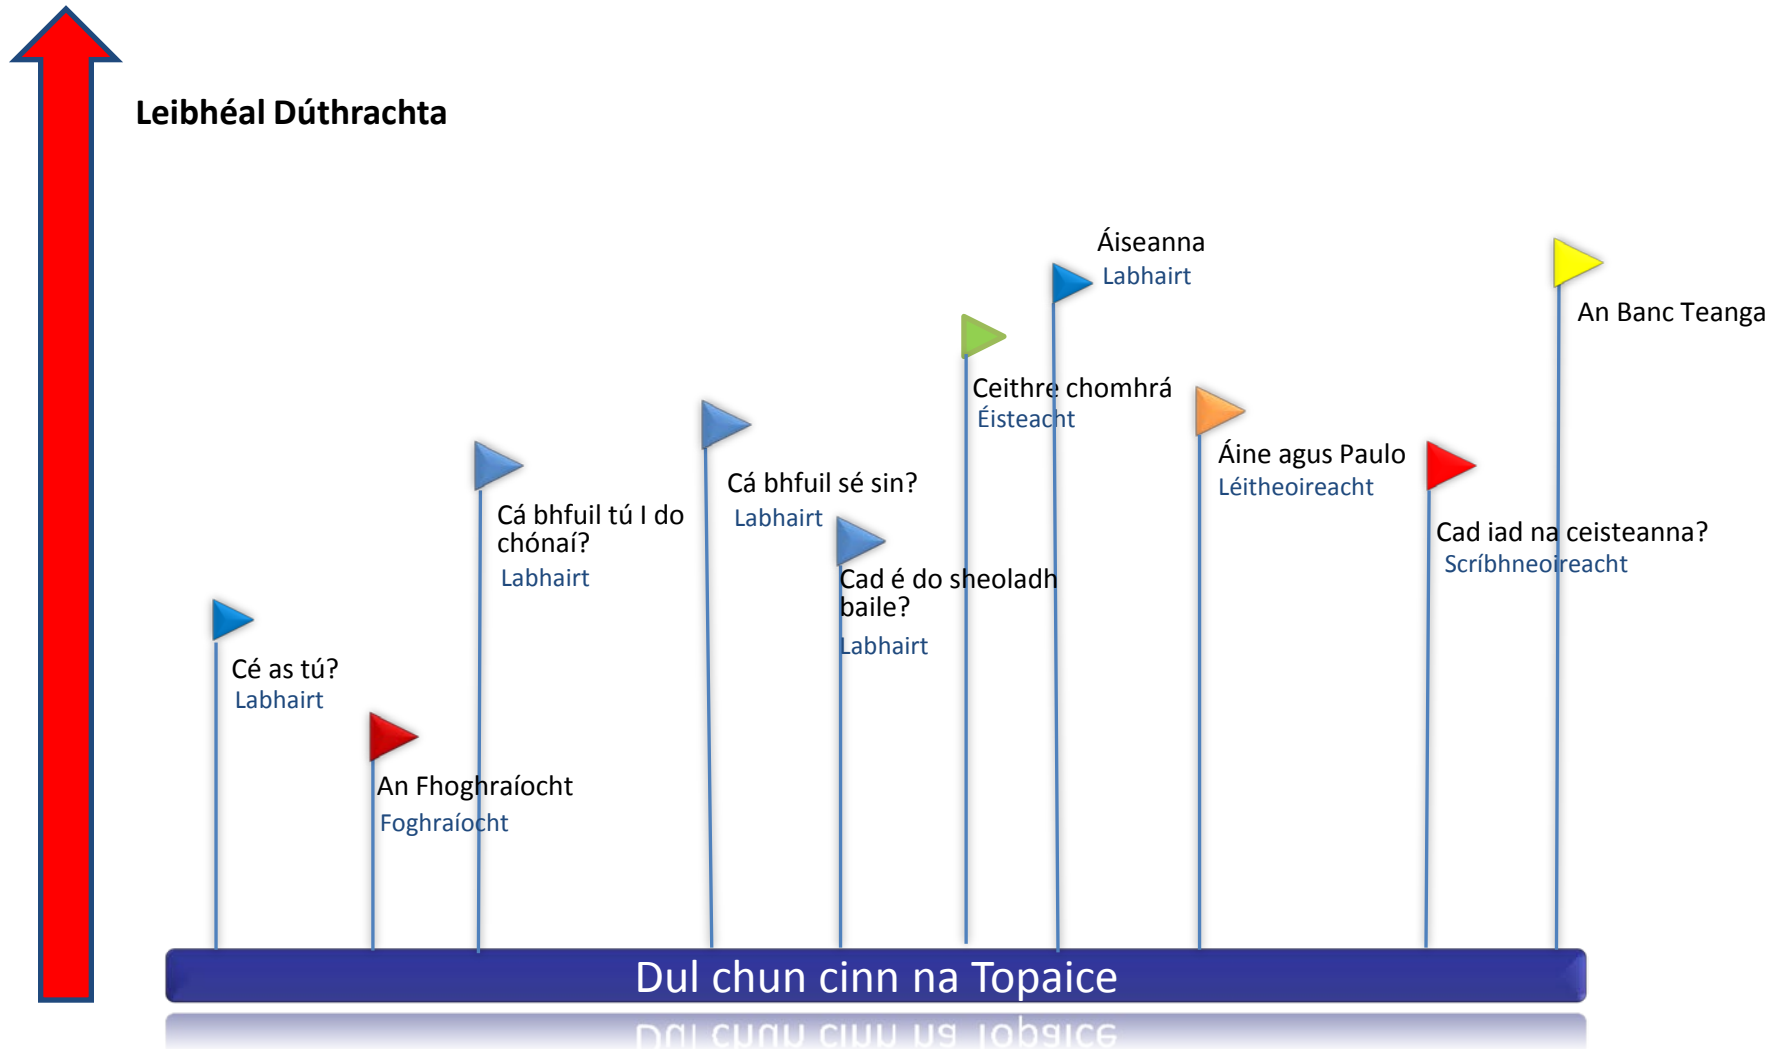 Leibhéal Dúthrachta
Cé as tú?
Labhairt
An Fhoghraíocht
Foghraíocht
Cá bhfuil tú I do
chónaí?
Labhairt
Cá bhfuil sé sin?
Labhairt
Cad é do sheoladh
baile?
Labhairt
Ceithre chomhrá
Éisteacht
Áiseanna
Labhairt
Áine agus Paulo
Léitheoireacht
Cad iad na ceisteanna?
Scríbhneoireacht
An Banc Teanga
Dul chun cinn na Topaice